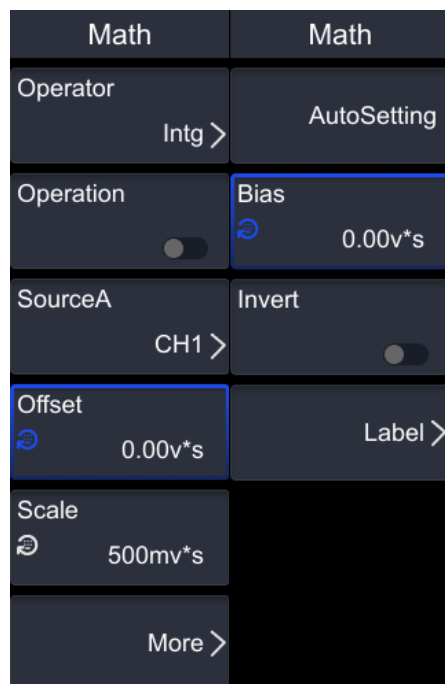 Math
Operator
Intg >
Operation
SourceA
CH1 >
Offset
0.00v*s
Scale
500mv*s
More >
Math
AutoSetting
Bias
0.00v*s
Invert
Label >